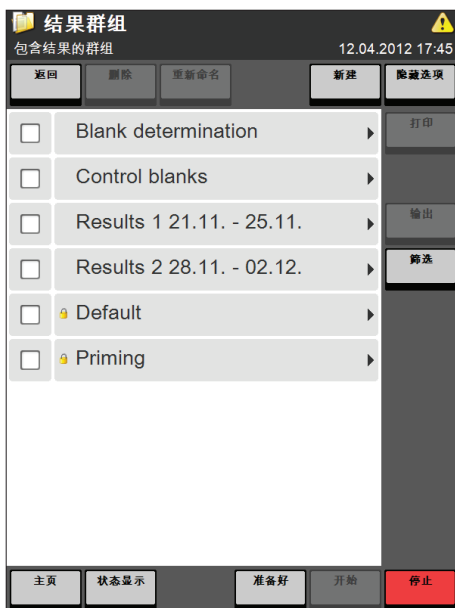 结果群组
包含结果的群组
12.04.2012 17:45
返回
删除
重新命名
新建
隐藏选项
Blank determination
打印
Control blanks
Results 1 21.11. - 25.11.
输出
Results 2 28.11. - 02.12.
筛选
Default
Priming
主页
状态显示
准备好
开始
停止